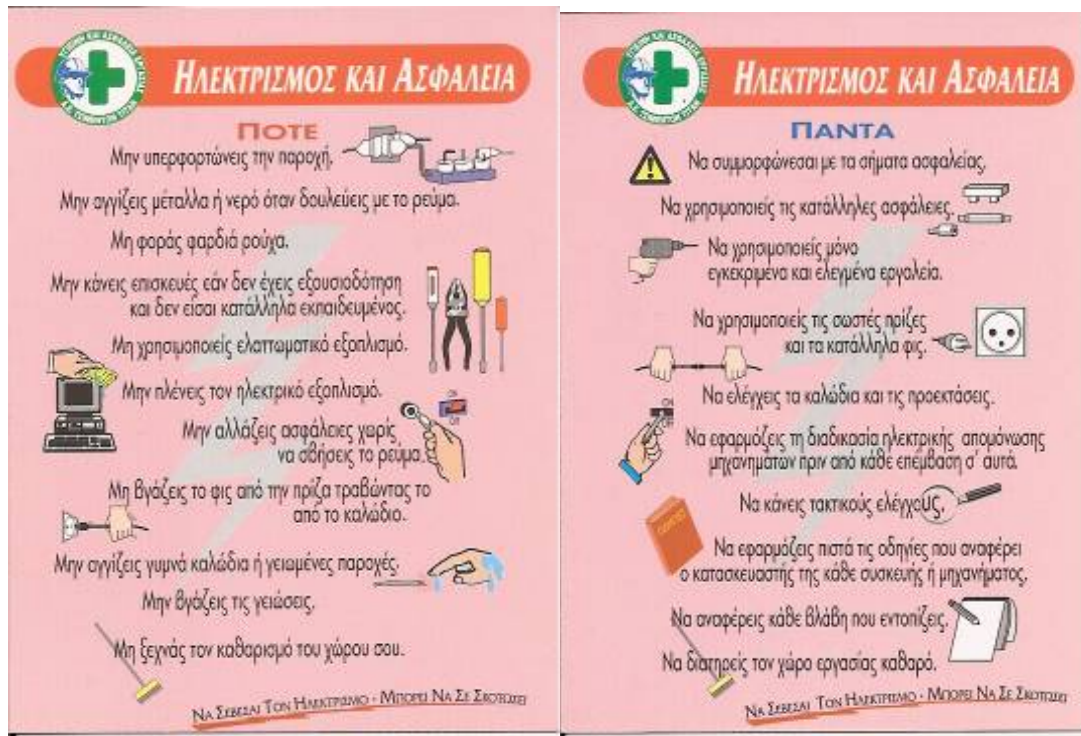 ΗΛΕΚΤΡΙΣΜΟΣ ΚΑΙ ΑΣΦΑΛΕΙΑ
ΠΟΤΕ
Μην υπερφορτώνεις την παροχή.
Μην αγγίζεις μέταλλα ή νερό όταν δουλεύεις με το ρεύμα.
Μη φοράς φαρδιά ρούχα.
Μην κάνεις επισκευές εάν δεν έχεις εξουσιοδότηση
και δεν είσαι κατάλληλα εκπαιδευμένος.
Μη χρησιμοποιείς ελαττωματικό εξοπλισμό.
Μην πλένεις τον ηλεκτρικό εξοπλισμό.
Μην αλλάζεις ασφάλειες χωρίς
να σβήσεις το ρεύμα.
Μη βγάζεις το φις από την πρίζα τραβώντας το
από το καλώδιο.
Μην αγγίζεις γυμνά καλώδια ή γειωμένες παροχές.
Μην βγάζεις τις γειώσεις.
Μη ξεχνάς τον καθαρισμό του χώρου σου.
ΝΑ ΣΕΒΕΣΑΙ ΤΟΝ ΗΛΕΚΤΡΙΣΜΟ - ΜΠΟΡΕΙ ΝΑ ΣΕ ΣΚΟΤΩΣΕΙ
ΗΛΕΚΤΡΙΣΜΟΣ ΚΑΙ ΑΣΦΑΛΕΙΑ
ΠΑΝΤΑ
Να συμμορφώνεσαι με τα σήματα ασφαλείας.
Να χρησιμοποιείς τις κατάλληλες ασφάλειες.
Να χρησιμοποιείς μόνο
εγκεκριμένα και ελεγμένα εργαλεία.
Να χρησιμοποιείς τις σωστές πρίζες
και τα κατάλληλα φις.
Να ελέγχεις τα καλώδια και τις προεκτάσεις.
Να εφαρμόζεις τη διαδικασία ηλεκτρικής απομόνωσης
μηχανημάτων πριν από κάθε επέμβαση σ' αυτά.
Να κάνεις τακτικούς ελέγχους.
Να εφαρμόζεις πιστά τις οδηγίες που αναφέρει
ο κατασκευαστής της κάθε συσκευής ή μηχανήματος.
Να αναφέρεις κάθε βλάβη που εντοπίζεις.
Να διατηρείς τον χώρο εργασίας καθαρό.
ΝΑ ΣΕΒΕΣΑΙ ΤΟΝ ΗΛΕΚΤΡΙΣΜΟ - ΜΠΟΡΕΙ ΝΑ ΣΕ ΣΚΟΤΩΣΕΙ